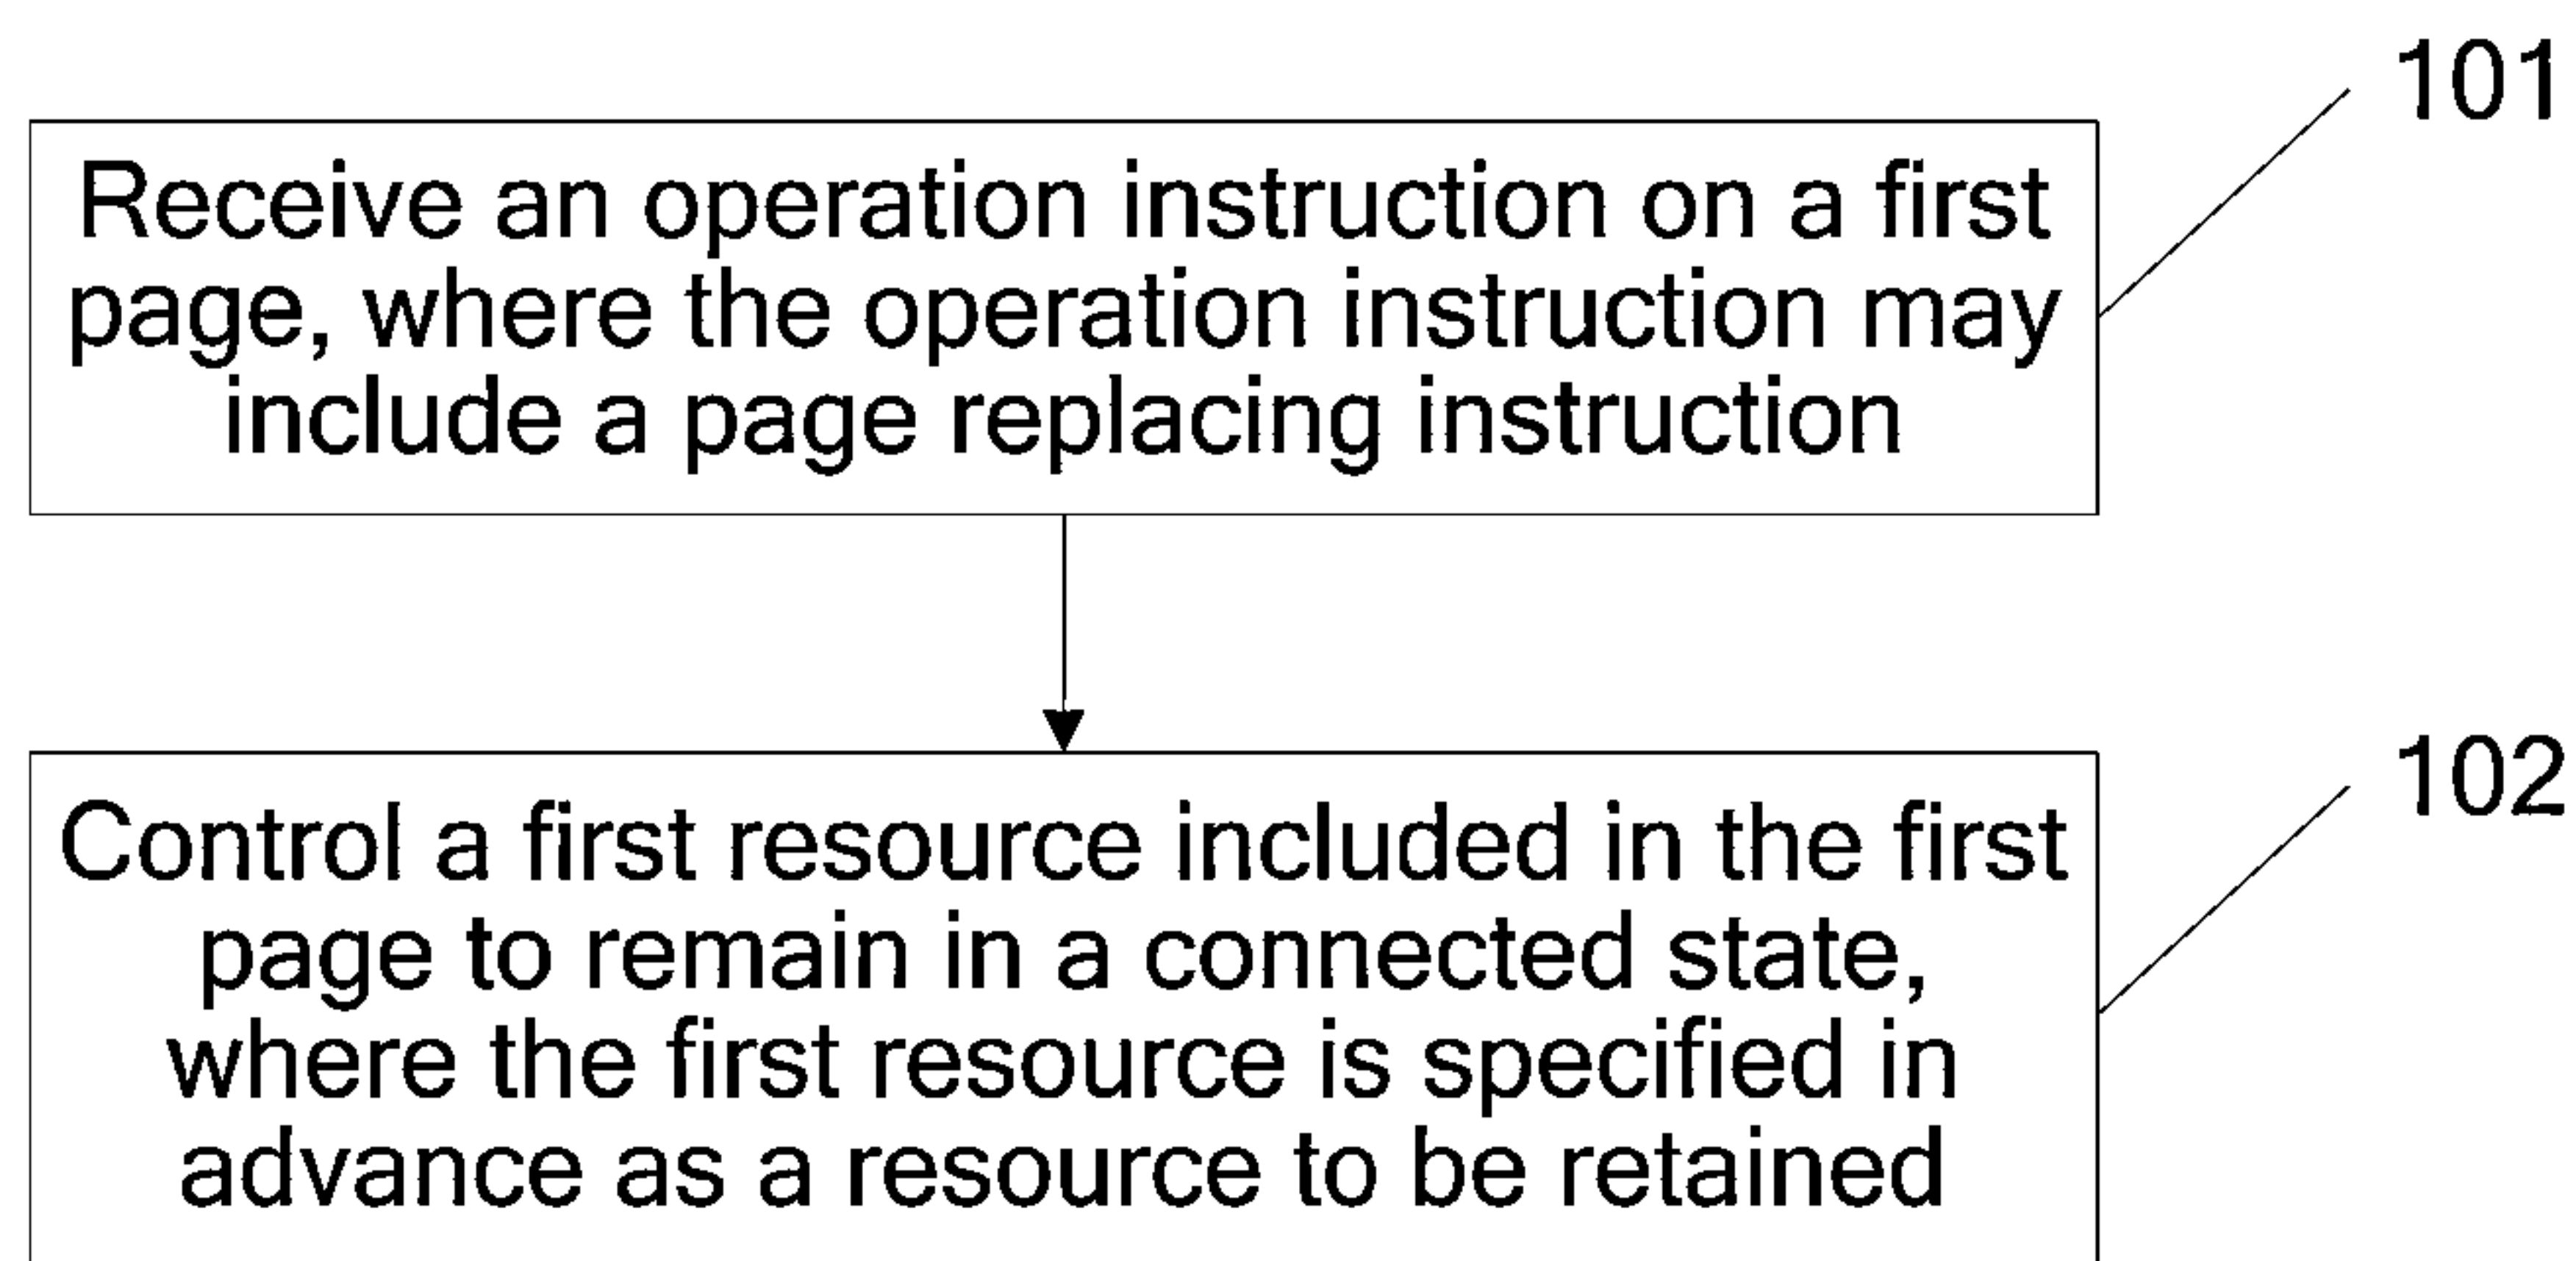 101
Receive an operation instruction on a first
page, where the operation instruction may
include a page replacing instruction
102
Control a first resource included in the first
page to remain in a connected state,
where the first resource is specified in
advance as a resource to be retained